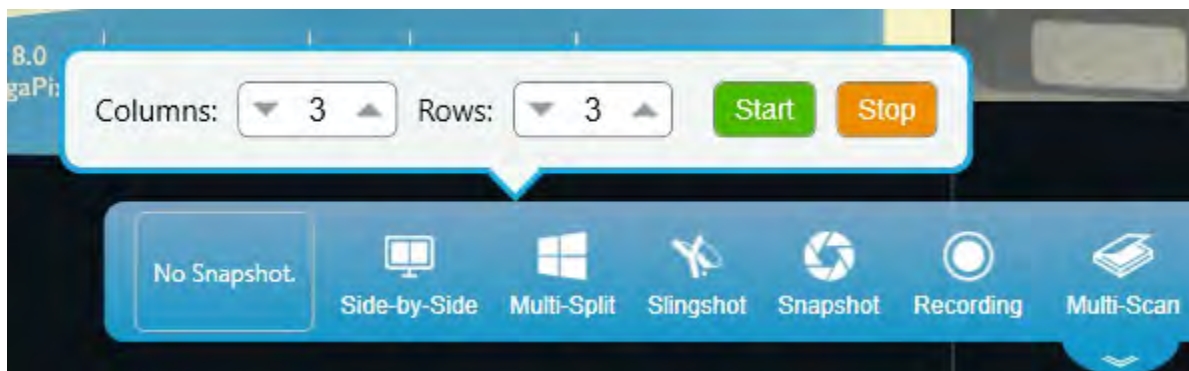 8.0
Columns: 3 Rows: 3 Start Stop
No Snapshot.
Side-by-Side Multi-Split Slingshot Snapshot Recording Multi-Scan